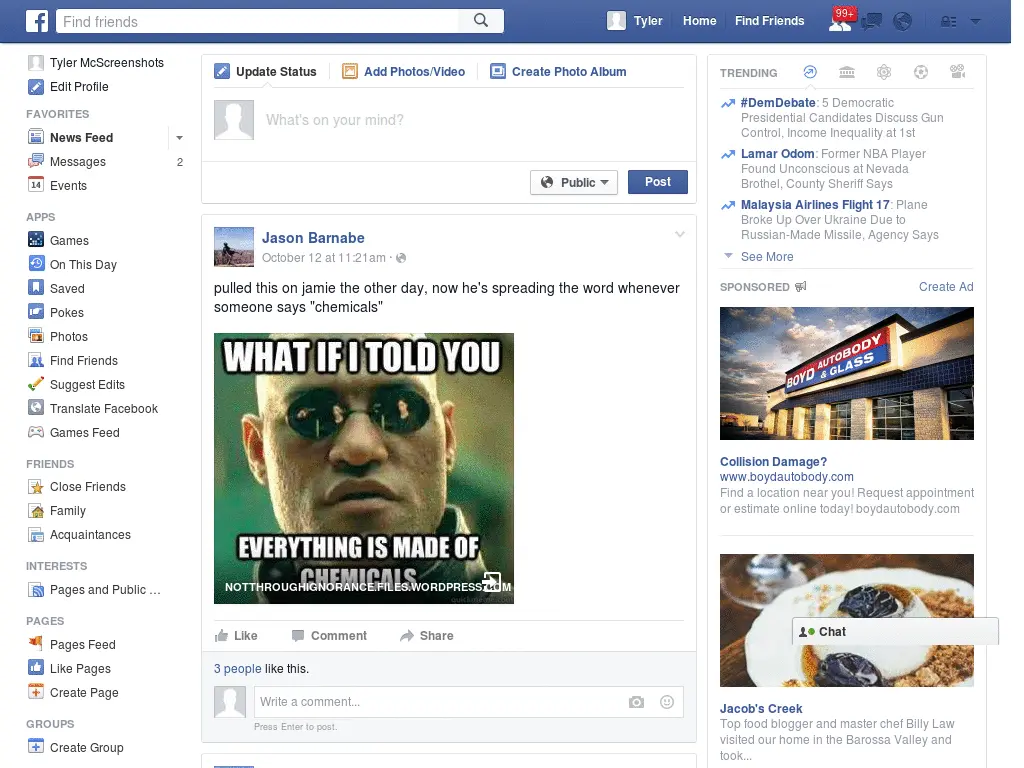 f
Find friends
Tyler
Home
Find Friends
99+
Tyler McScreenshots
Edit Profile
FAVORITES
News Feed
Messages
2
14
Events
APPS
Games
On This Day
Saved
Pokes
Photos
Find Friends
Suggest Edits
Translate Facebook
Games Feed
FRIENDS
Close Friends
Family
Acquaintances
INTERESTS
Pages and Public ...
PAGES
Pages Feed
Like Pages
Create Page
GROUPS
Create Group
Update Status
Add Photos/Video
Create Photo Album
What's on your mind?
Public
Post
Jason Barnabe
October 12 at 11:21am ·
pulled this on jamie the other day, now he's spreading the word whenever
someone says "chemicals"
WHAT IF I TOLD YOU
EVERYTHING IS MADE OF
CHEMICALS
NOTTHROUGHIGNORANCE.FILES.WORDPRESS.COM
Like
Comment
Share
3 people like this.
Write a comment...
Press Enter to post.
TRENDING
#DemDebate: 5 Democratic
Presidential Candidates Discuss Gun
Control, Income Inequality at 1st
Lamar Odom: Former NBA Player
Found Unconscious at Nevada
Brothel, County Sheriff Says
Malaysia Airlines Flight 17: Plane
Broke Up Over Ukraine Due to
Russian-Made Missile, Agency Says
See More
SPONSORED
Create Ad
BOYD AUTOBODY
& GLASS
Collision Damage?
www.boydautobody.com
Find a location near you! Request appointment
or estimate online today! boydautobody.com
Chat
Jacob's Creek
Top food blogger and master chef Billy Law
visited our home in the Barossa Valley and
took...